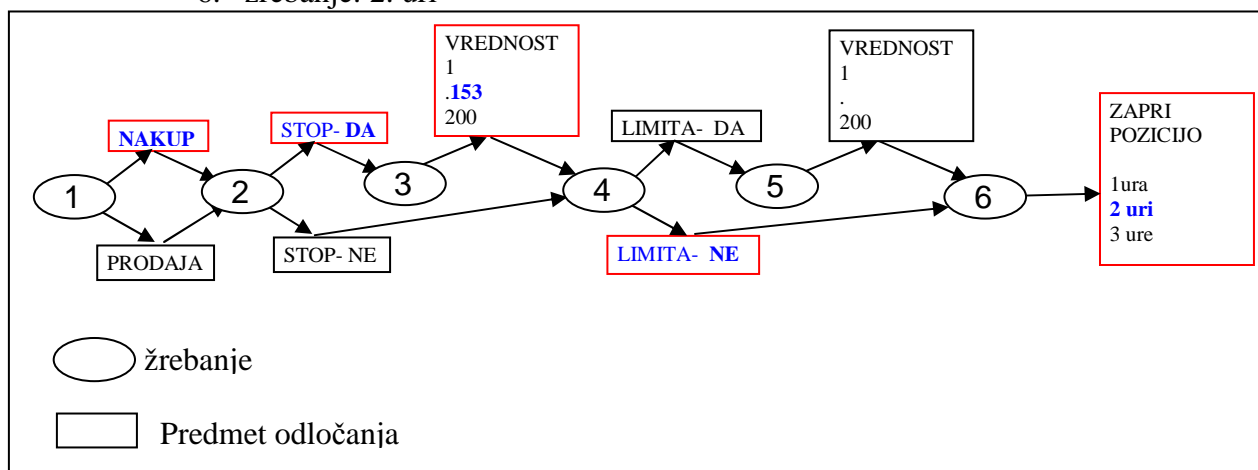 6. žrebanje: 2. uri
VREDNOST
1
.153
200
VREDNOST
1
.
200
NAKUP
STOP- DA
LIMITA- DA
ZAPRI
POZICIJO
1ura
2 uri
3 ure
1
2
3
4
5
6
PRODAJA
STOP- NE
LIMITA- NE
žrebanje
Predmet odločanja